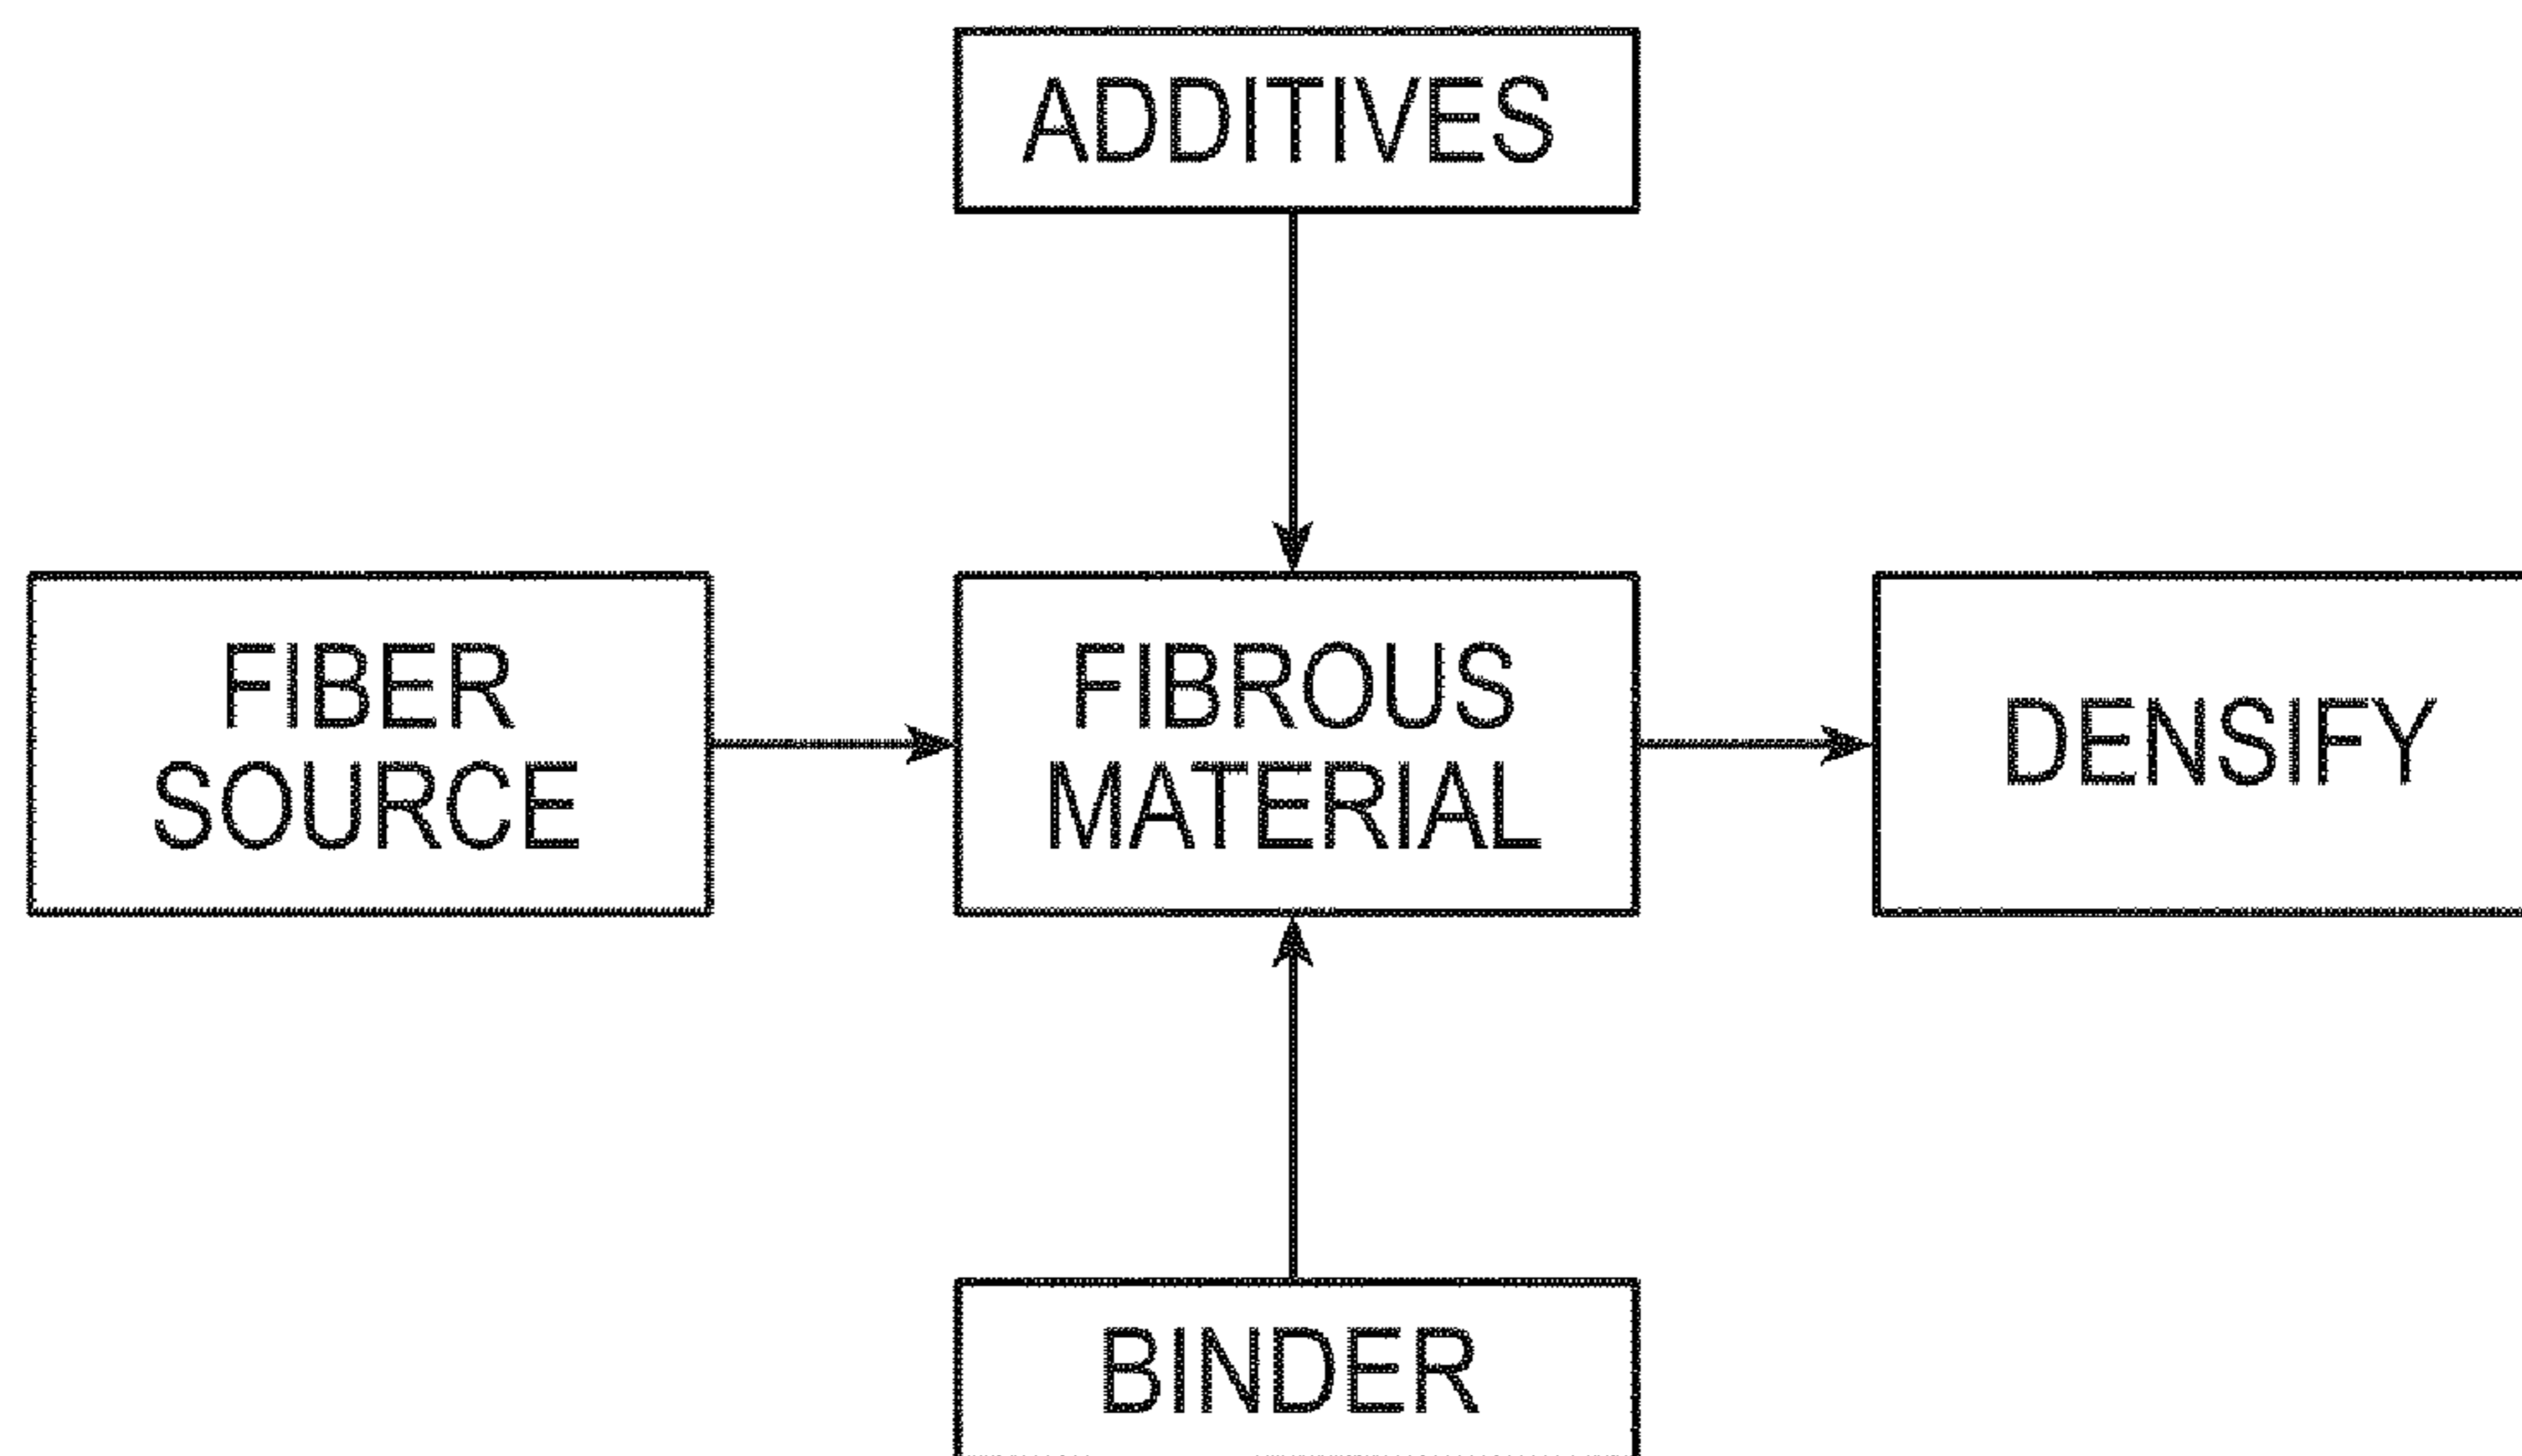 ADDITIVES
FIBER
SOURCE
FIBROUS
MATERIAL
DENSIFY
BINDER